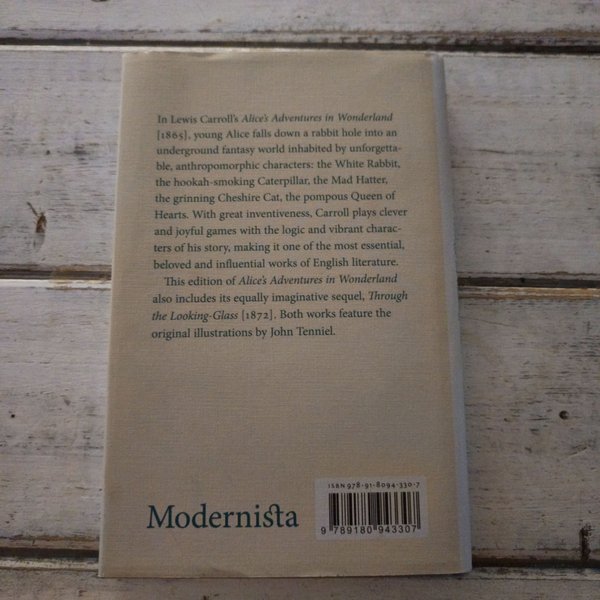 In Lewis Carroll's Alice's Adventures in Wonderland
[1865], young Alice falls down a rabbit hole into an
underground fantasy world inhabited by unforgetta-
ble, anthropomorphic characters: the White Rabbit,
the hookah-smoking Caterpillar, the Mad Hatter,
the grinning Cheshire Cat, the pompous Queen of
Hearts. With great inventiveness, Carroll plays clever
and joyful games with the logic and vibrant charac-
ters of his story, making it one of the most essential,
beloved and influential works of English literature.
This edition of Alice's Adventures in Wonderland
also includes its equally imaginative sequel, Through
the Looking-Glass [1872]. Both works feature the
original illustrations by John Tenniel.
ISBN 978-91-8094-330-7
Modernista
9 789180 943307